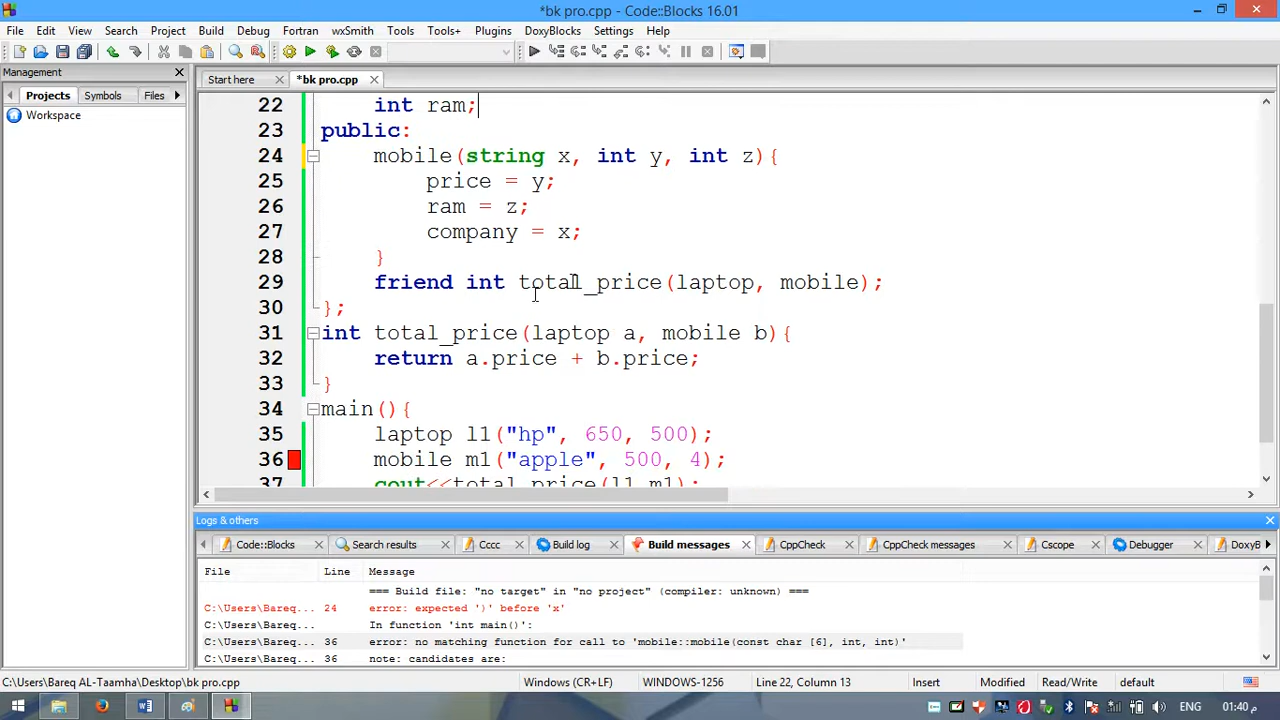 *bk pro.cpp - Code::Blocks 16.01
File Edit View Search Project Build Debug Fortran wxSmith Tools Tools+ Plugins DoxyBlocks Settings Help
Management
Start here *bk pro.cpp
Projects Symbols Files
Workspace
22 int ram;
23 public:
24 mobile(string x, int y, int z){
25 price = y;
26 ram = z;
27 company = x;
28 }
29 friend int total_price(laptop, mobile);
30 };
31 int total_price(laptop a, mobile b){
32 return a.price + b.price;
33 }
34 main(){
35 laptop l1("hp", 650, 500);
36 mobile m1("apple", 500, 4);
37 cout<<total_price(l1,m1);
Logs & others
Code::Blocks Search results Cccc Build log Build messages CppCheck CppCheck messages Cscope Debugger DoxyB
File Line Message
=== Build file: "no target" in "no project" (compiler: unknown) ===
C:\Users\Bareq... 24 error: expected ')' before 'x'
C:\Users\Bareq... In function 'int main()':
C:\Users\Bareq... 36 error: no matching function for call to 'mobile::mobile(const char [6], int, int)'
C:\Users\Bareq... 36 note: candidates are:
C:\Users\Bareq AL-Taamha\Desktop\bk pro.cpp Windows (CR+LF) WINDOWS-1256 Line 22, Column 13 Insert Modified Read/Write default
ENG 01:40 م